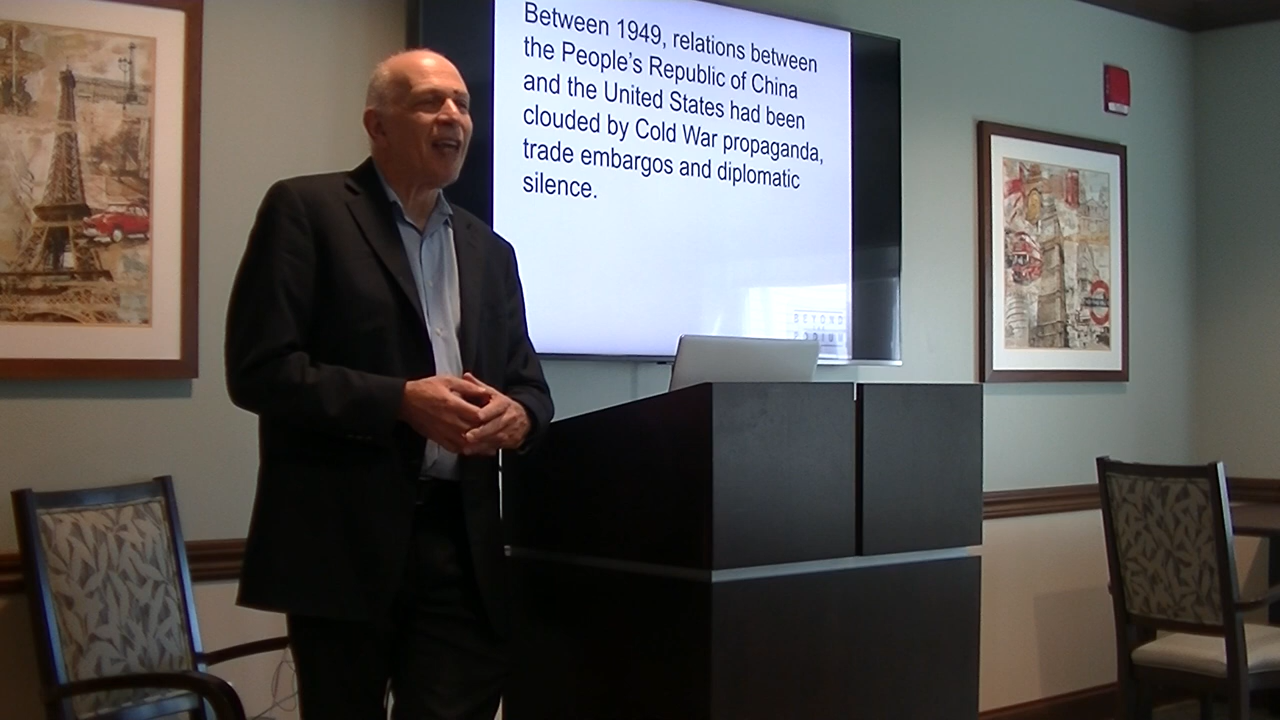 Between 1949, relations between
the People's Republic of China
and the United States had been
clouded by Cold War propaganda,
trade embargos and diplomatic
silence.
BEYOND